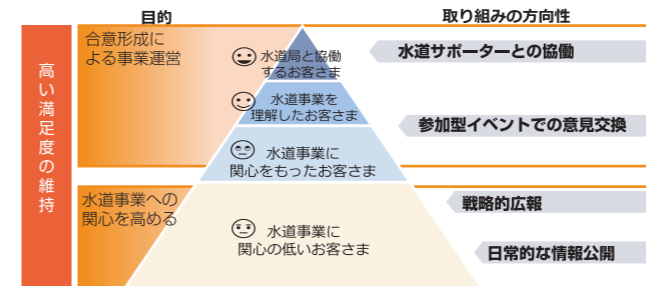 目的
取り組みの方向性
高い満足度の維持
合意形成に
よる事業運営
水道局と協働
するお客さま
水道サポーターとの協働
水道事業を
理解したお客さま
参加型イベントでの意見交換
水道事業に
関心をもったお客さま
水道事業への
関心を高める
戦略的広報
水道事業に
関心の低いお客さま
日常的な情報公開